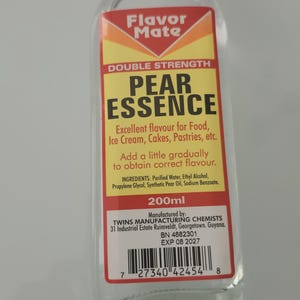 Flavor
Mate
DOUBLE STRENGTH
PEAR
ESSENCE
Excellent flavour for Food,
Ice Cream, Cakes, Pastries, etc.
Add a little gradually
to obtain correct flavour.
INGREDIENTS: Purified Water, Ethyl Alcohol,
Propylene Glycol, Synthetic Pear Oil, Sodium Benzoate.
200ml
Manufactured by:
TWINS MANUFACTURING CHEMISTS
31 Industrial Estate Ruimveldt, Georgetown, Guyana.
BN 4882301
EXP 08 2027
7 27340 42454 8